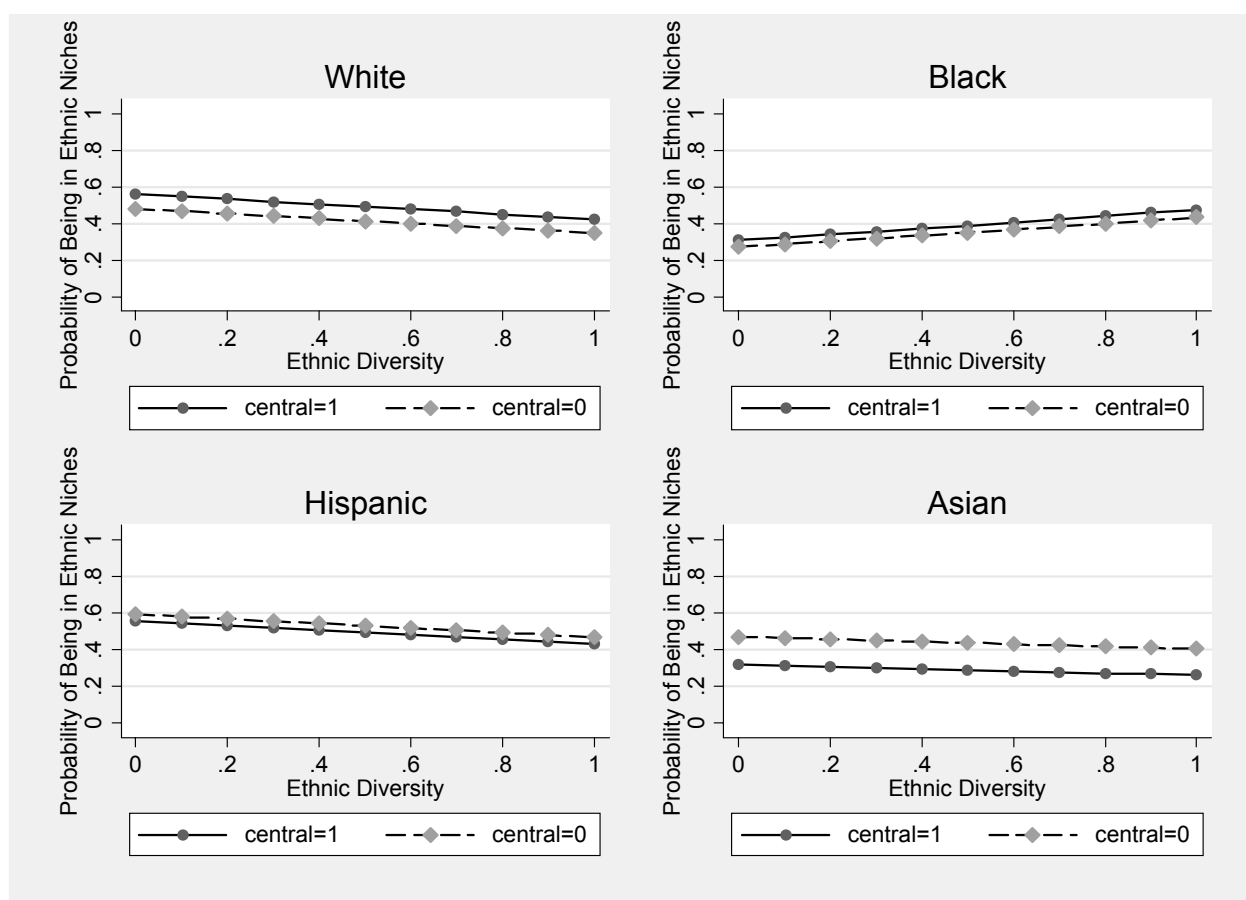 White
Probability of Being in Ethnic Niches
0 .2 .4 .6 .8 1
0 .2 .4 .6 .8 1
Ethnic Diversity
central=1 central=0
Black
Probability of Being in Ethnic Niches
0 .2 .4 .6 .8 1
0 .2 .4 .6 .8 1
Ethnic Diversity
central=1 central=0
Hispanic
Probability of Being in Ethnic Niches
0 .2 .4 .6 .8 1
0 .2 .4 .6 .8 1
Ethnic Diversity
central=1 central=0
Asian
Probability of Being in Ethnic Niches
0 .2 .4 .6 .8 1
0 .2 .4 .6 .8 1
Ethnic Diversity
central=1 central=0